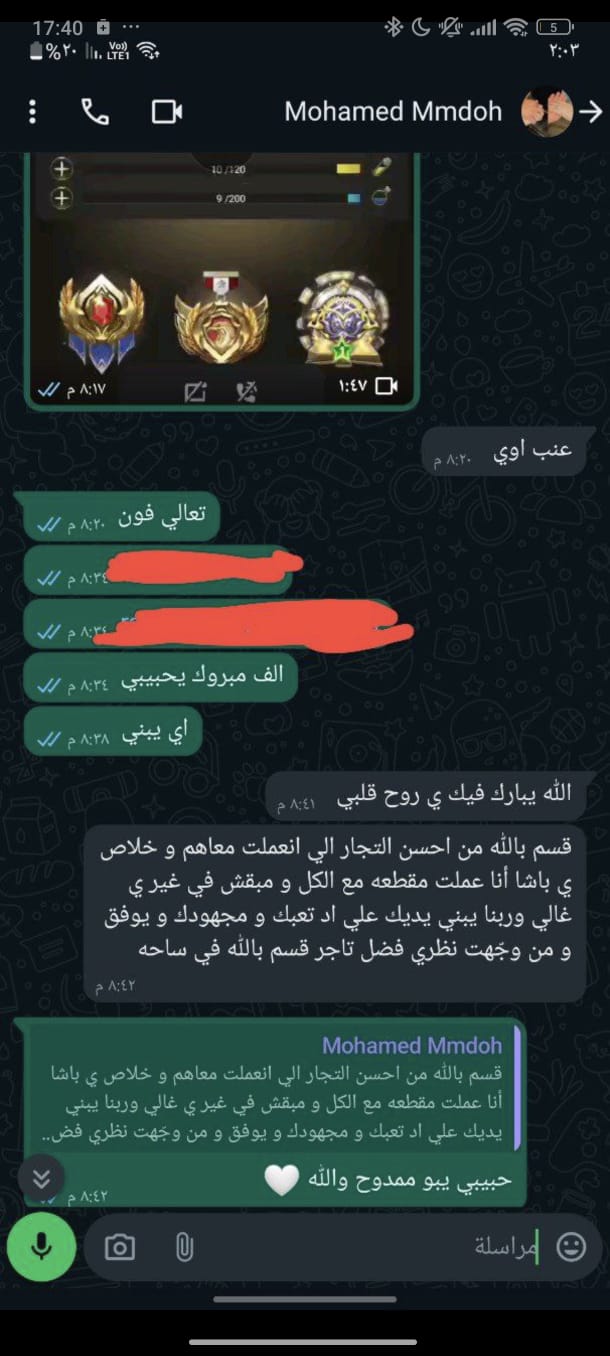 17:40
5
%٢٠
Vo))
LTE1
٢:٠٣
Mohamed Mmdoh
10/120
9/200
٨:١٧ م
١:٤٧
عنب اوي
٨:٢٠ م
تعالي فون
٨:٢٠ م
٨:٣٤ م
٨:٣٤ م
الف مبروك يحبيبي
٨:٣٤ م
اي يبني
٨:٣٨ م
الله يبارك فيك ي روح قلبي
٨:٤١ م
قسم بالله من احسن التجار الي انعملت معاهم و خلاص
ي باشا أنا عملت مقطعه مع الكل و مبقش في غير ي
غالي وربنا يبني يديك علي اد تعبك و مجهودك و يوفق
و من وجّهت نظري فضل تاجر قسم بالله في ساحه
٨:٤٢ م
Mohamed Mmdoh
قسم بالله من احسن التجار الي انعملت معاهم و خلاص ي باشا
أنا عملت مقطعه مع الكل و مبقش في غير ي غالي وربنا يبني
يديك علي اد تعبك و مجهودك و يوفق و من وجّهت نظري فض..
حبيبي يبو ممدوح والله 🤍
٨:٤٢ م
مراسلة